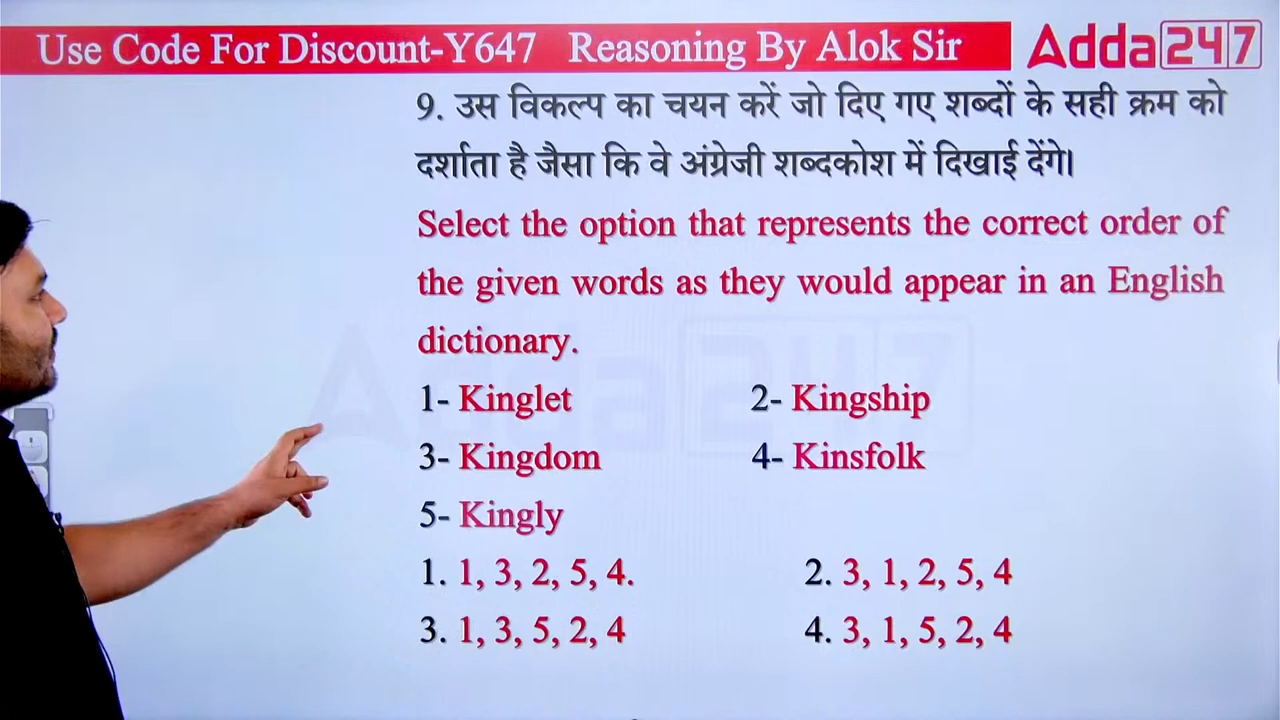 Use Code For Discount-Y647 Reasoning By Alok Sir Adda247
9. उस विकल्प का चयन करें जो दिए गए शब्दों के सही क्रम को
दर्शाता है जैसा कि वे अंग्रेजी शब्दकोश में दिखाई देंगे।
Select the option that represents the correct order of
the given words as they would appear in an English
dictionary.
1- Kinglet 2- Kingship
3- Kingdom 4- Kinsfolk
5- Kingly
1. 1, 3, 2, 5, 4. 2. 3, 1, 2, 5, 4
3. 1, 3, 5, 2, 4 4. 3, 1, 5, 2, 4
Adda247